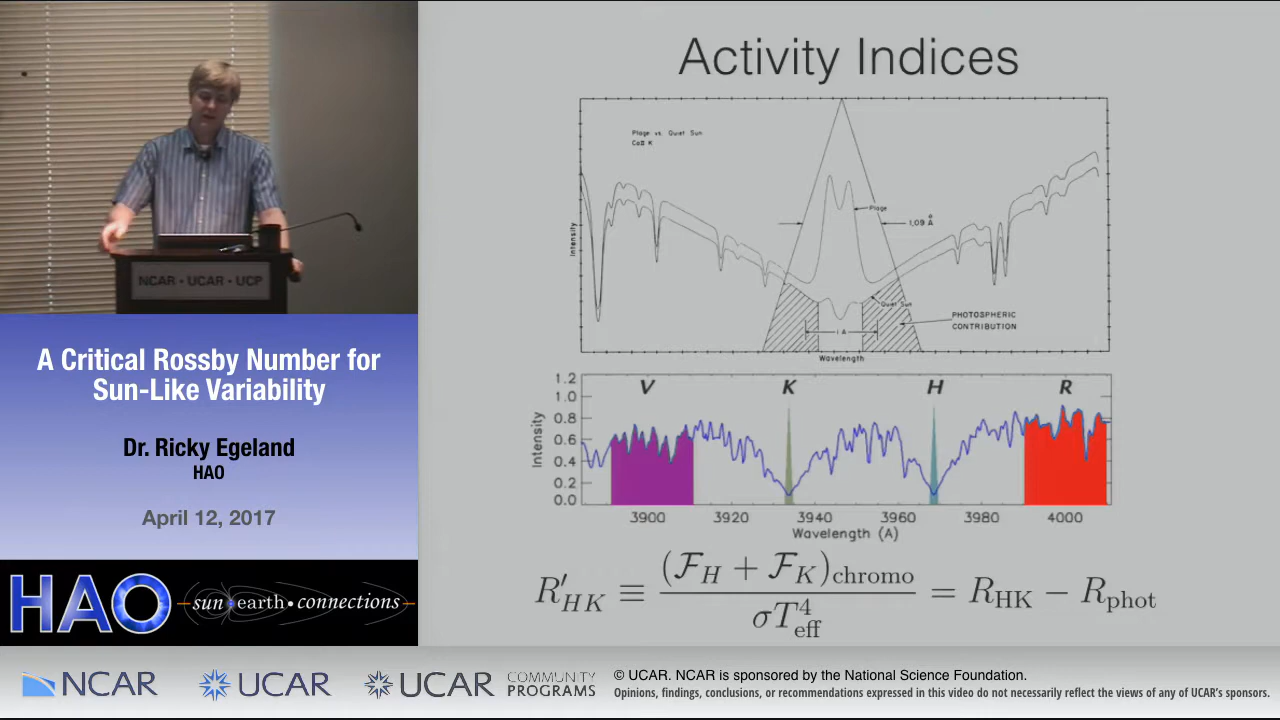 NCAR • UCAR • UCP
A Critical Rossby Number for
Sun-Like Variability
Dr. Ricky Egeland
HAO
April 12, 2017
HAO
sun earth • connections
Activity Indices
Plage vs. Quiet Sun
CaII K
Intensity
Plage
1.09 Å
Quiet Sun
PHOTOSPHERIC
CONTRIBUTION
1 A
Wavelength
V K H R
Intensity
1.2
1.0
0.8
0.6
0.4
0.2
0.0
3900 3920 3940 3960 3980 4000
Wavelength (A)
R′HK ≡ (ℱH + ℱK)chromo / σT⁴eff = RHK − Rphot
NCAR UCAR UCAR COMMUNITY PROGRAMS
© UCAR. NCAR is sponsored by the National Science Foundation.
Opinions, findings, conclusions, or recommendations expressed in this video do not necessarily reflect the views of any of UCAR's sponsors.